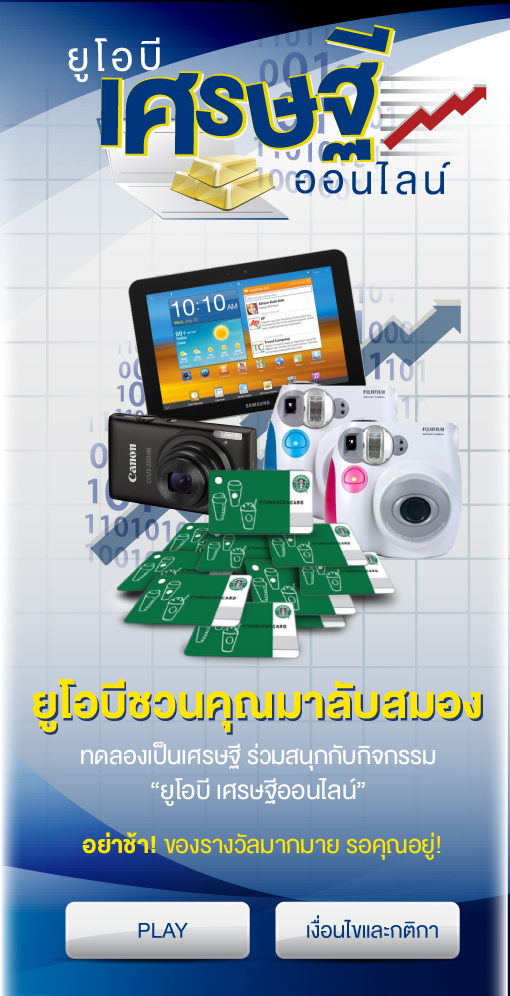 ยูโอบี
เศรษฐี
ออนไลน์
10:10 AM
SAMSUNG
Canon
FUJIFILM
FUJIFILM
STARBUCKS CARD
ยูโอบีชวนคุณมาลับสมอง
ทดลองเป็นเศรษฐี ร่วมสนุกกับกิจกรรม
“ยูโอบี เศรษฐีออนไลน์”
อย่าช้า! ของรางวัลมากมาย รอคุณอยู่!
PLAY
เงื่อนไขและกติกา